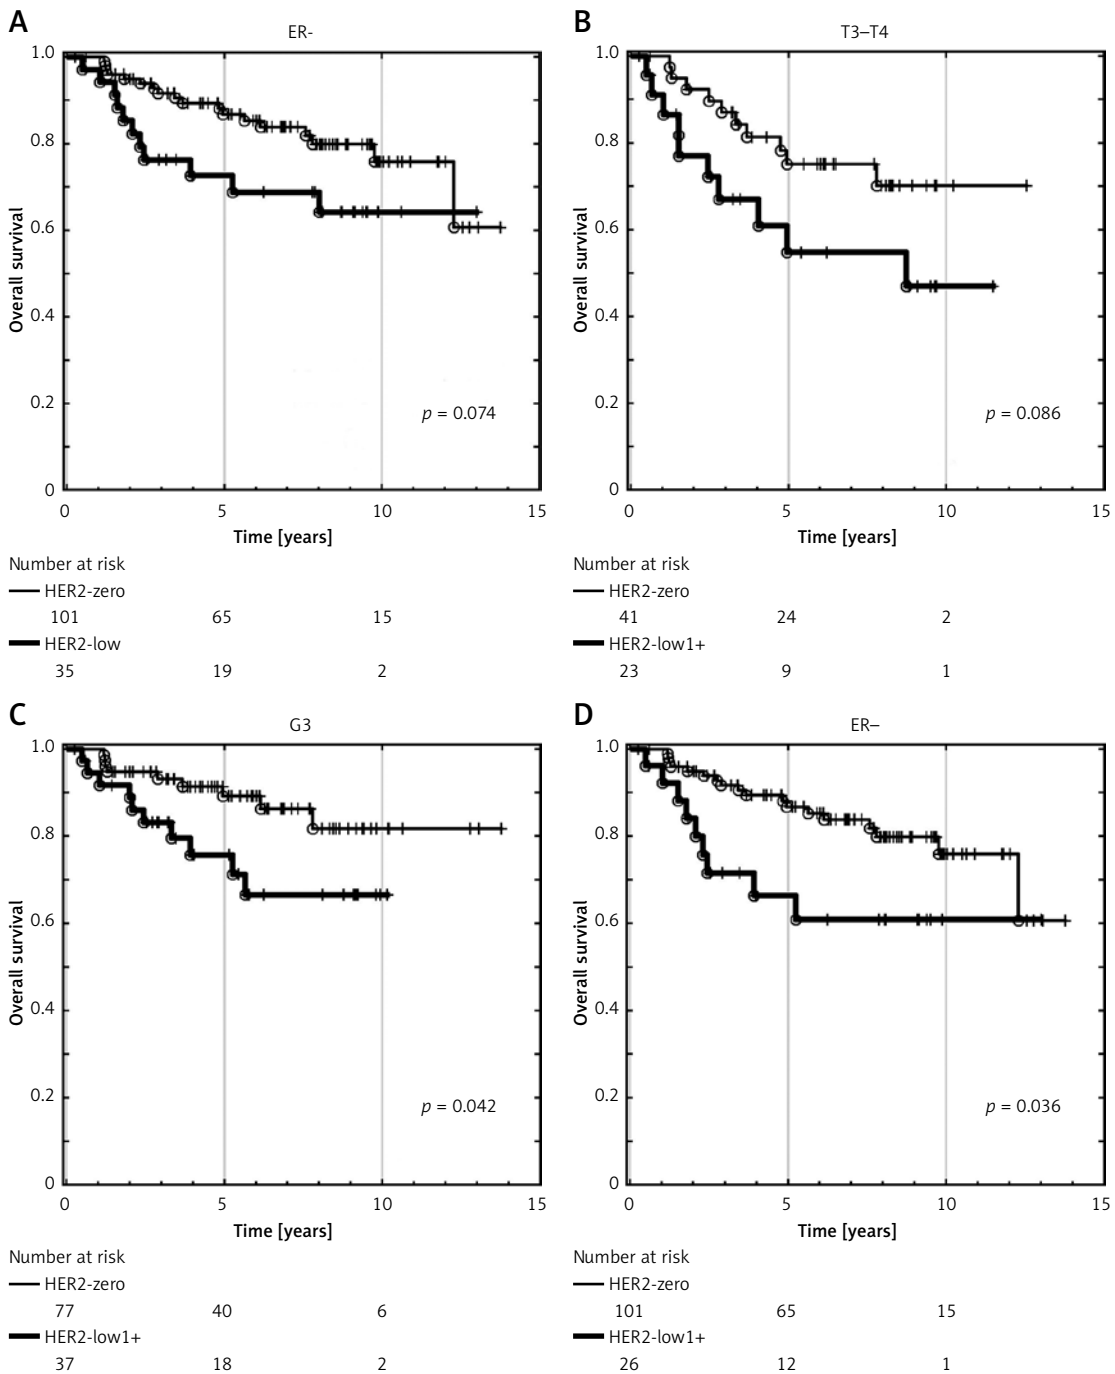 A
ER-
1.0
0.8
0.6
0.4
0.2
0
Overall survival
p = 0.074
0 5 10 15
Time [years]
Number at risk
HER2-zero
101 65 15
HER2-low
35 19 2
B
T3–T4
1.0
0.8
0.6
0.4
0.2
0
Overall survival
p = 0.086
0 5 10 15
Time [years]
Number at risk
HER2-zero
41 24 2
HER2-low1+
23 9 1
C
G3
1.0
0.8
0.6
0.4
0.2
0
Overall survival
p = 0.042
0 5 10 15
Time [years]
Number at risk
HER2-zero
77 40 6
HER2-low1+
37 18 2
D
ER–
1.0
0.8
0.6
0.4
0.2
0
Overall survival
p = 0.036
0 5 10 15
Time [years]
Number at risk
HER2-zero
101 65 15
HER2-low1+
26 12 1